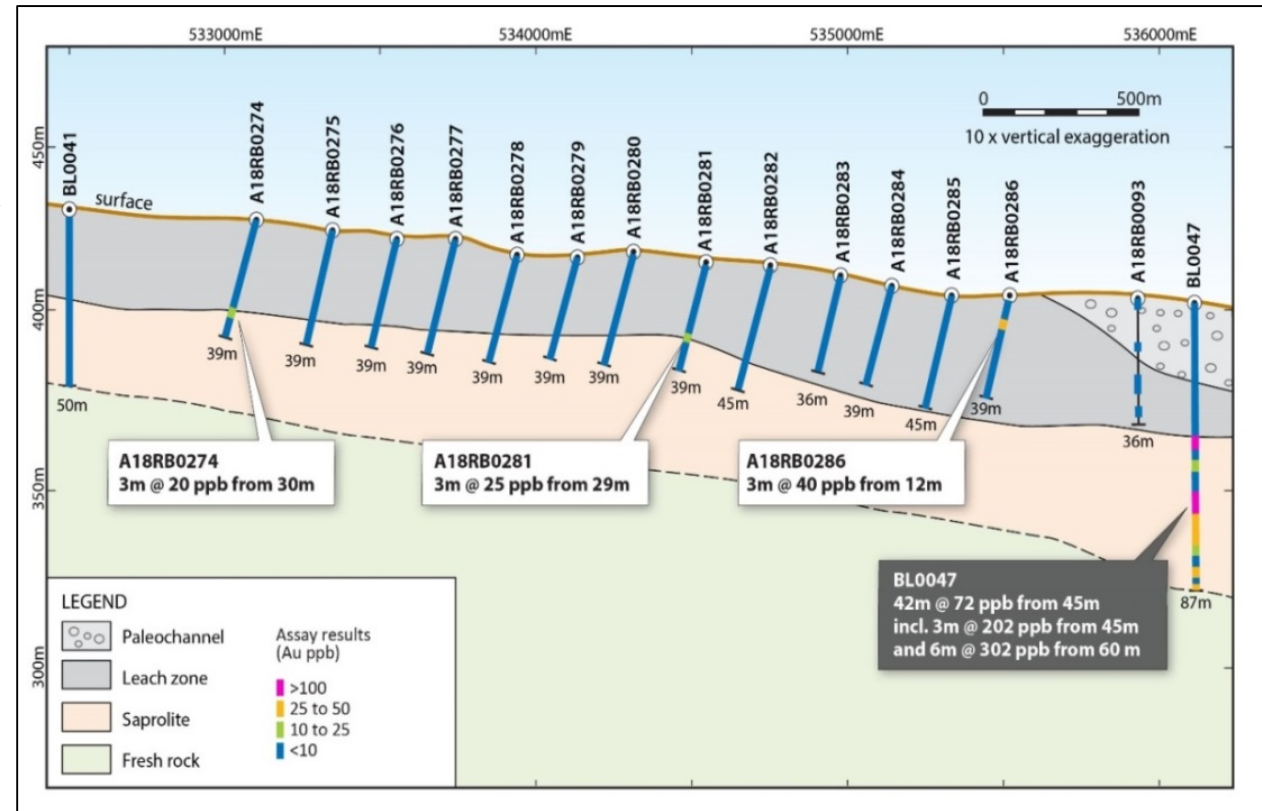 533000mE
534000mE
535000mE
536000mE
0 500m
10 x vertical exaggeration
450m
400m
350m
300m
surface
BL0041
A18RB0274
A18RB0275
A18RB0276
A18RB0277
A18RB0278
A18RB0279
A18RB0280
A18RB0281
A18RB0282
A18RB0283
A18RB0284
A18RB0285
A18RB0286
A18RB0093
BL0047
50m
39m
39m
39m
39m
39m
39m
39m
39m
45m
36m
39m
45m
39m
36m
87m
A18RB0274
3m @ 20 ppb from 30m
A18RB0281
3m @ 25 ppb from 29m
A18RB0286
3m @ 40 ppb from 12m
BL0047
42m @ 72 ppb from 45m
incl. 3m @ 202 ppb from 45m
and 6m @ 302 ppb from 60 m
LEGEND
Paleochannel
Leach zone
Saprolite
Fresh rock
Assay results
(Au ppb)
>100
25 to 50
10 to 25
<10